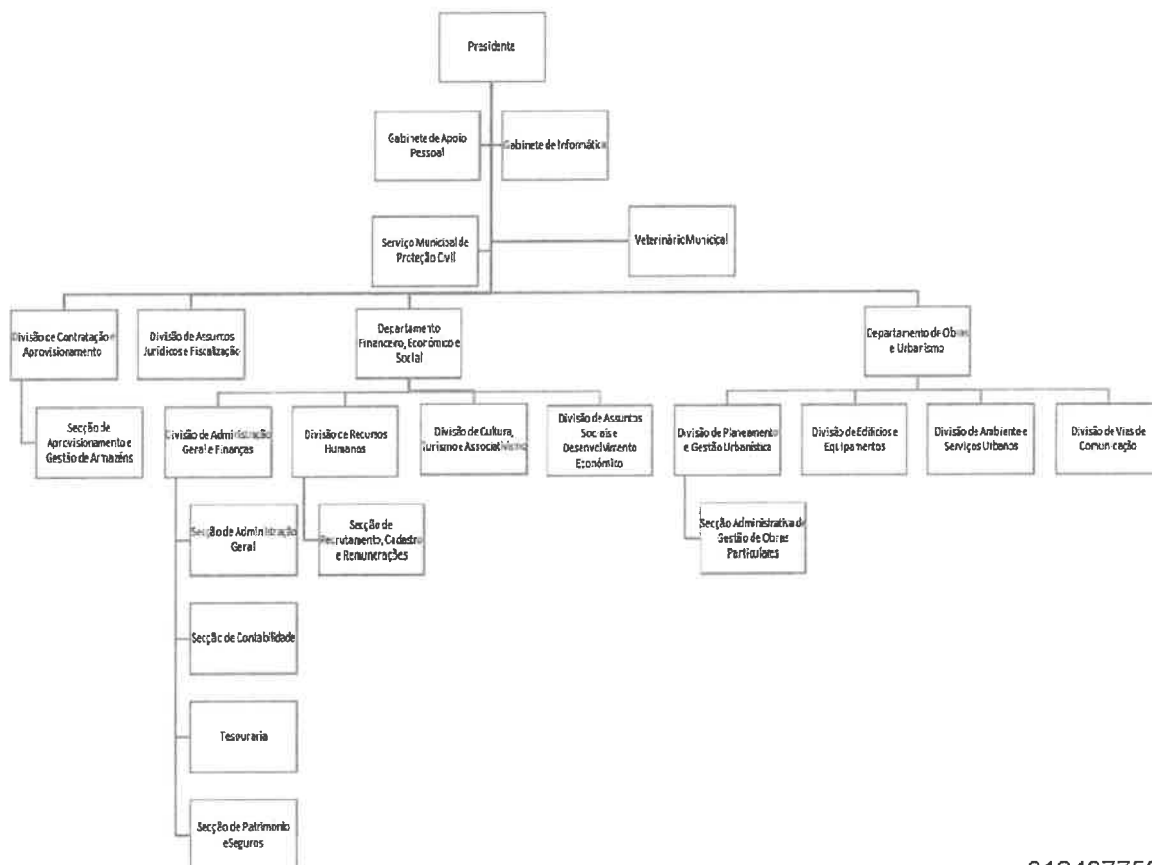 Presidente
Gabinete de Apoio
Pessoal
Gabinete de Informática
Serviço Municipal de
Proteção Civil
Veterinário Municipal
Divisão de Contratação e
Aprovisionamento
Divisão de Assuntos
Jurídicos e Fiscalização
Departamento
Financeiro, Económico e
Social
Departamento de Obras
e Urbanismo
Secção de
Aprovisionamento e
Gestão de Armazéns
Divisão de Administração
Geral e Finanças
Divisão de Recursos
Humanos
Divisão de Cultura,
Turismo e Associativismo
Divisão de Assuntos
Sociais e
Desenvolvimento
Económico
Divisão de Planeamento
e Gestão Urbanística
Divisão de Edifícios e
Equipamentos
Divisão de Ambiente e
Serviços Urbanos
Divisão de Vias de
Comunicação
Secção de Administração
Geral
Secção de
Recrutamento, Cadastro
e Remunerações
Secção Administrativa de
Gestão de Obras
Particulares
Secção de Contabilidade
Tesouraria
Secção de Patrimonio
e Seguros